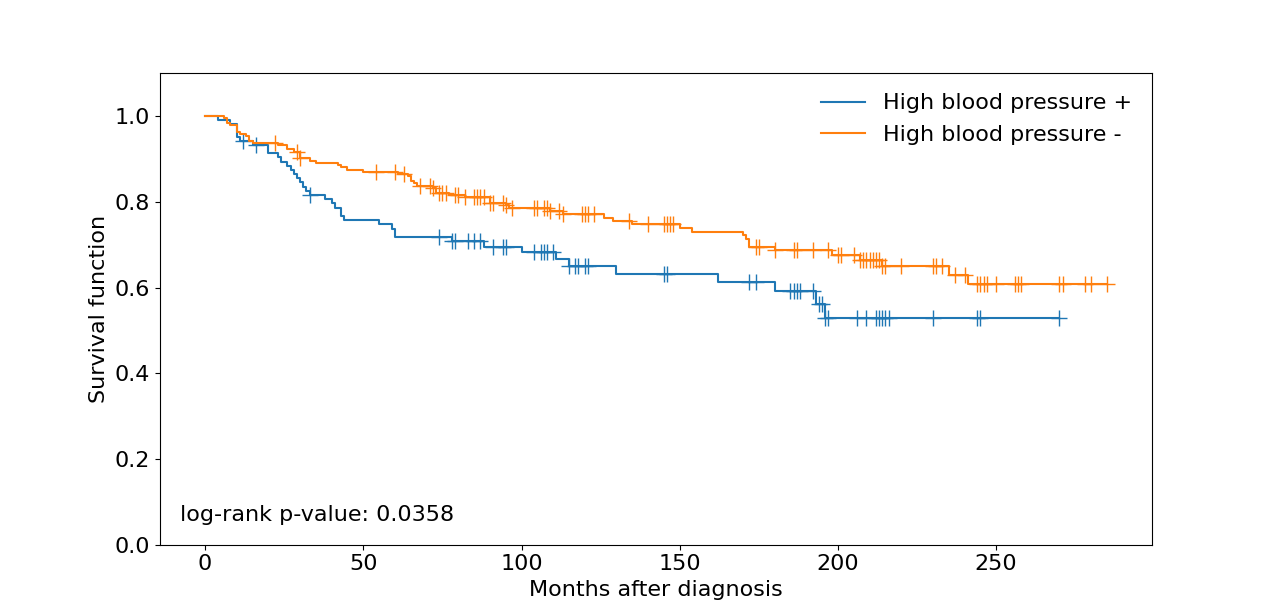 High blood pressure +
High blood pressure -
1.0
0.8
0.6
0.4
0.2
0.0
Survival function
log-rank p-value: 0.0358
0 50 100 150 200 250
Months after diagnosis